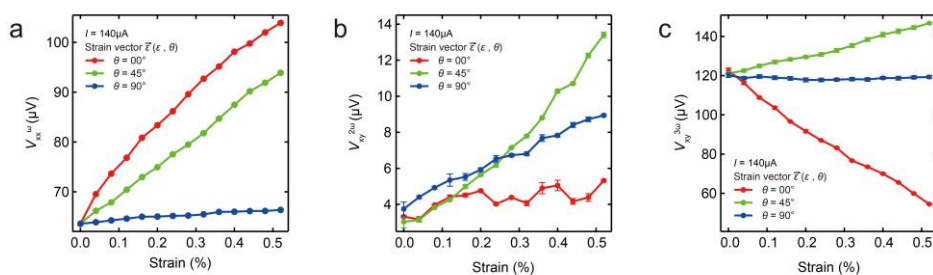 a
I = 140μA
Strain vector ε⃗ (ε , θ)
θ = 00°
θ = 45°
θ = 90°
V_xx^ω (μV)
100
90
80
70
0.0 0.1 0.2 0.3 0.4 0.5
Strain (%)
b
I = 140μA
Strain vector ε⃗ (ε , θ)
θ = 00°
θ = 45°
θ = 90°
V_xy^2ω (μV)
14
12
10
8
6
4
0.0 0.1 0.2 0.3 0.4 0.5
Strain (%)
c
V_xy^3ω (μV)
140
120
100
80
60
I = 140μA
Strain vector ε⃗ (ε , θ)
θ = 00°
θ = 45°
θ = 90°
0.0 0.1 0.2 0.3 0.4 0.5
Strain (%)